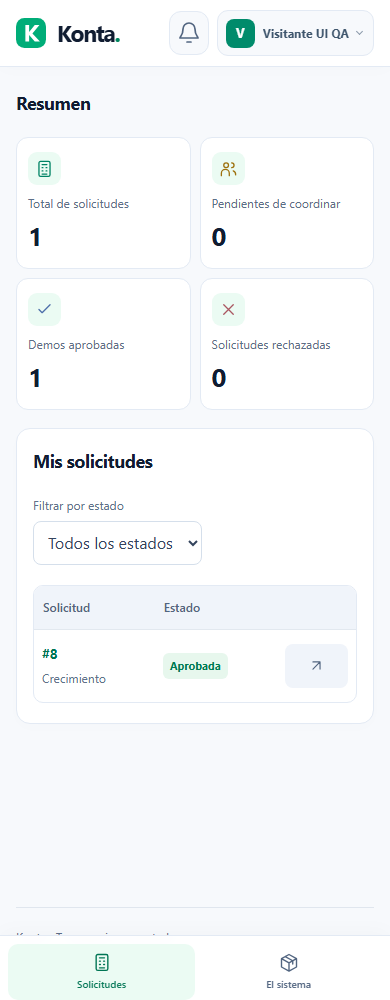 K Konta.
V Visitante UI QA
Resumen
Total de solicitudes
1
Pendientes de coordinar
0
Demos aprobadas
1
Solicitudes rechazadas
0
Mis solicitudes
Filtrar por estado
Todos los estados
Solicitud Estado
#8
Crecimiento
Aprobada
Solicitudes
El sistema